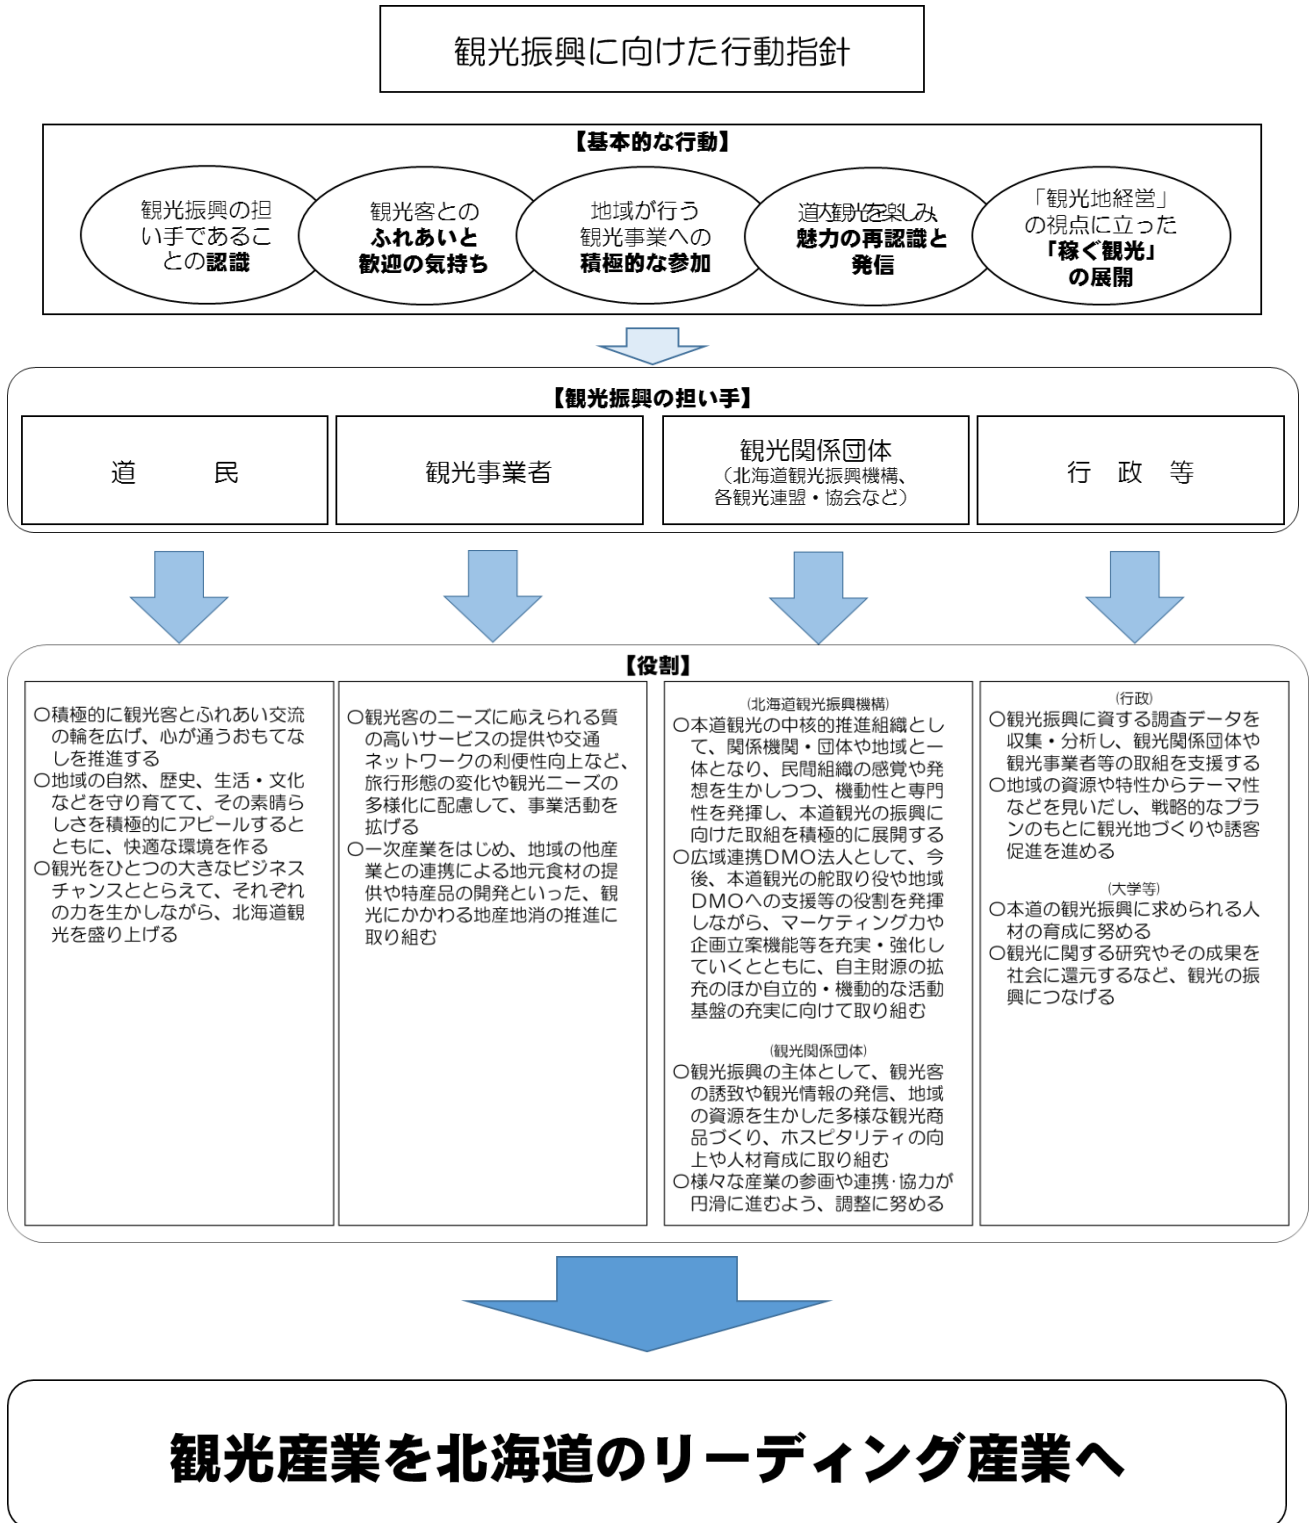 観光振興に向けた行動指針
【基本的な行動】
観光振興の担
い手であるこ
との認識
観光客との
ふれあいと
歓迎の気持ち
地域が行う
観光事業への
積極的な参加
道内観光を楽しみ、
魅力の再認識と
発信
「観光地経営」
の視点に立った
「稼ぐ観光」
の展開
【観光振興の担い手】
道　　　民
観光事業者
観光関係団体
（北海道観光振興機構、
各観光連盟・協会など）
行　政　等
【役割】
○積極的に観光客とふれあい交流
の輪を広げ、心が通うおもてな
しを推進する
○地域の自然、歴史、生活・文化
などを守り育てて、その素晴ら
しさを積極的にアピールすると
ともに、快適な環境を作る
○観光をひとつの大きなビジネス
チャンスととらえて、それぞれ
の力を生かしながら、北海道観
光を盛り上げる
○観光客のニーズに応えられる質
の高いサービスの提供や交通
ネットワークの利便性向上など、
旅行形態の変化や観光ニーズの
多様化に配慮して、事業活動を
拡げる
○一次産業をはじめ、地域の他産
業との連携による地元食材の提
供や特産品の開発といった、観
光にかかわる地産地消の推進に
取り組む
（北海道観光振興機構）
○本道観光の中核的推進組織とし
て、関係機関・団体や地域と一
体となり、民間組織の感覚や発
想を生かしつつ、機動性と専門
性を発揮し、本道観光の振興に
向けた取組を積極的に展開する
○広域連携DMO法人として、今
後、本道観光の舵取り役や地域
DMOへの支援等の役割を発揮
しながら、マーケティング力や
企画立案機能等を充実・強化し
ていくとともに、自主財源の拡
充のほか自立的・機動的な活動
基盤の充実に向けて取り組む
（観光関係団体）
○観光振興の主体として、観光客
の誘致や観光情報の発信、地域
の資源を生かした多様な観光商
品づくり、ホスピタリティの向
上や人材育成に取り組む
○様々な産業の参画や連携・協力が
円滑に進むよう、調整に努める
（行政）
○観光振興に資する調査データを
収集・分析し、観光関係団体や
観光事業者等の取組を支援する
○地域の資源や特性からテーマ性
などを見いだし、戦略的なプラ
ンのもとに観光地づくりや誘客
促進を進める
（大学等）
○本道の観光振興に求められる人
材の育成に努める
○観光に関する研究やその成果を
社会に還元するなど、観光の振
興につなげる
観光産業を北海道のリーディング産業へ